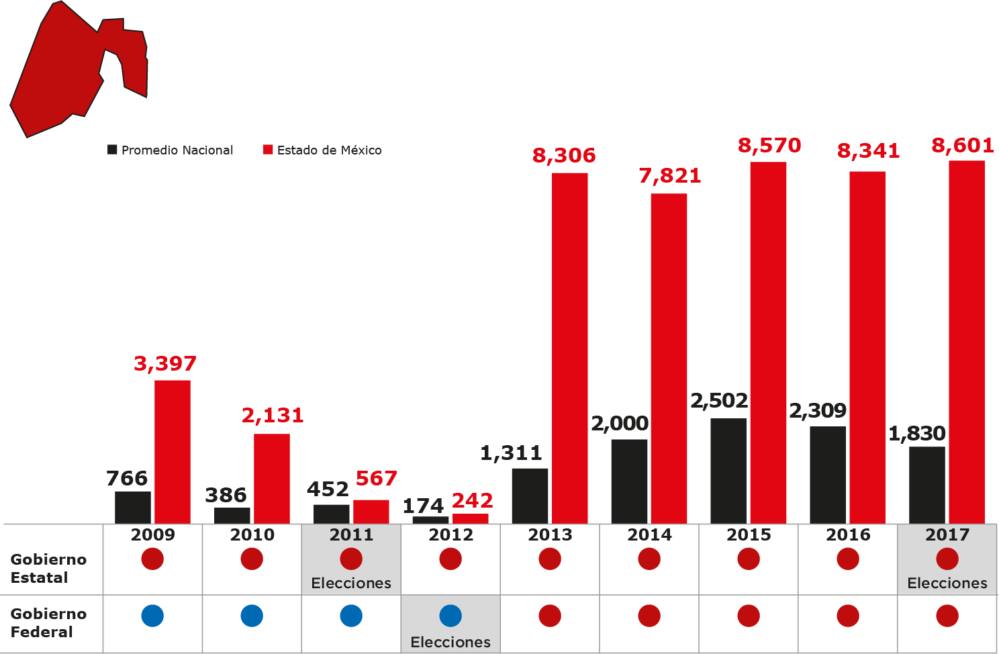 Promedio Nacional
Estado de México
3,397
766
2,131
386
567
452
242
174
8,306
1,311
7,821
2,000
8,570
2,502
8,341
2,309
8,601
1,830
2009 2010 2011 2012 2013 2014 2015 2016 2017
Gobierno
Estatal
Elecciones
Elecciones
Gobierno
Federal
Elecciones